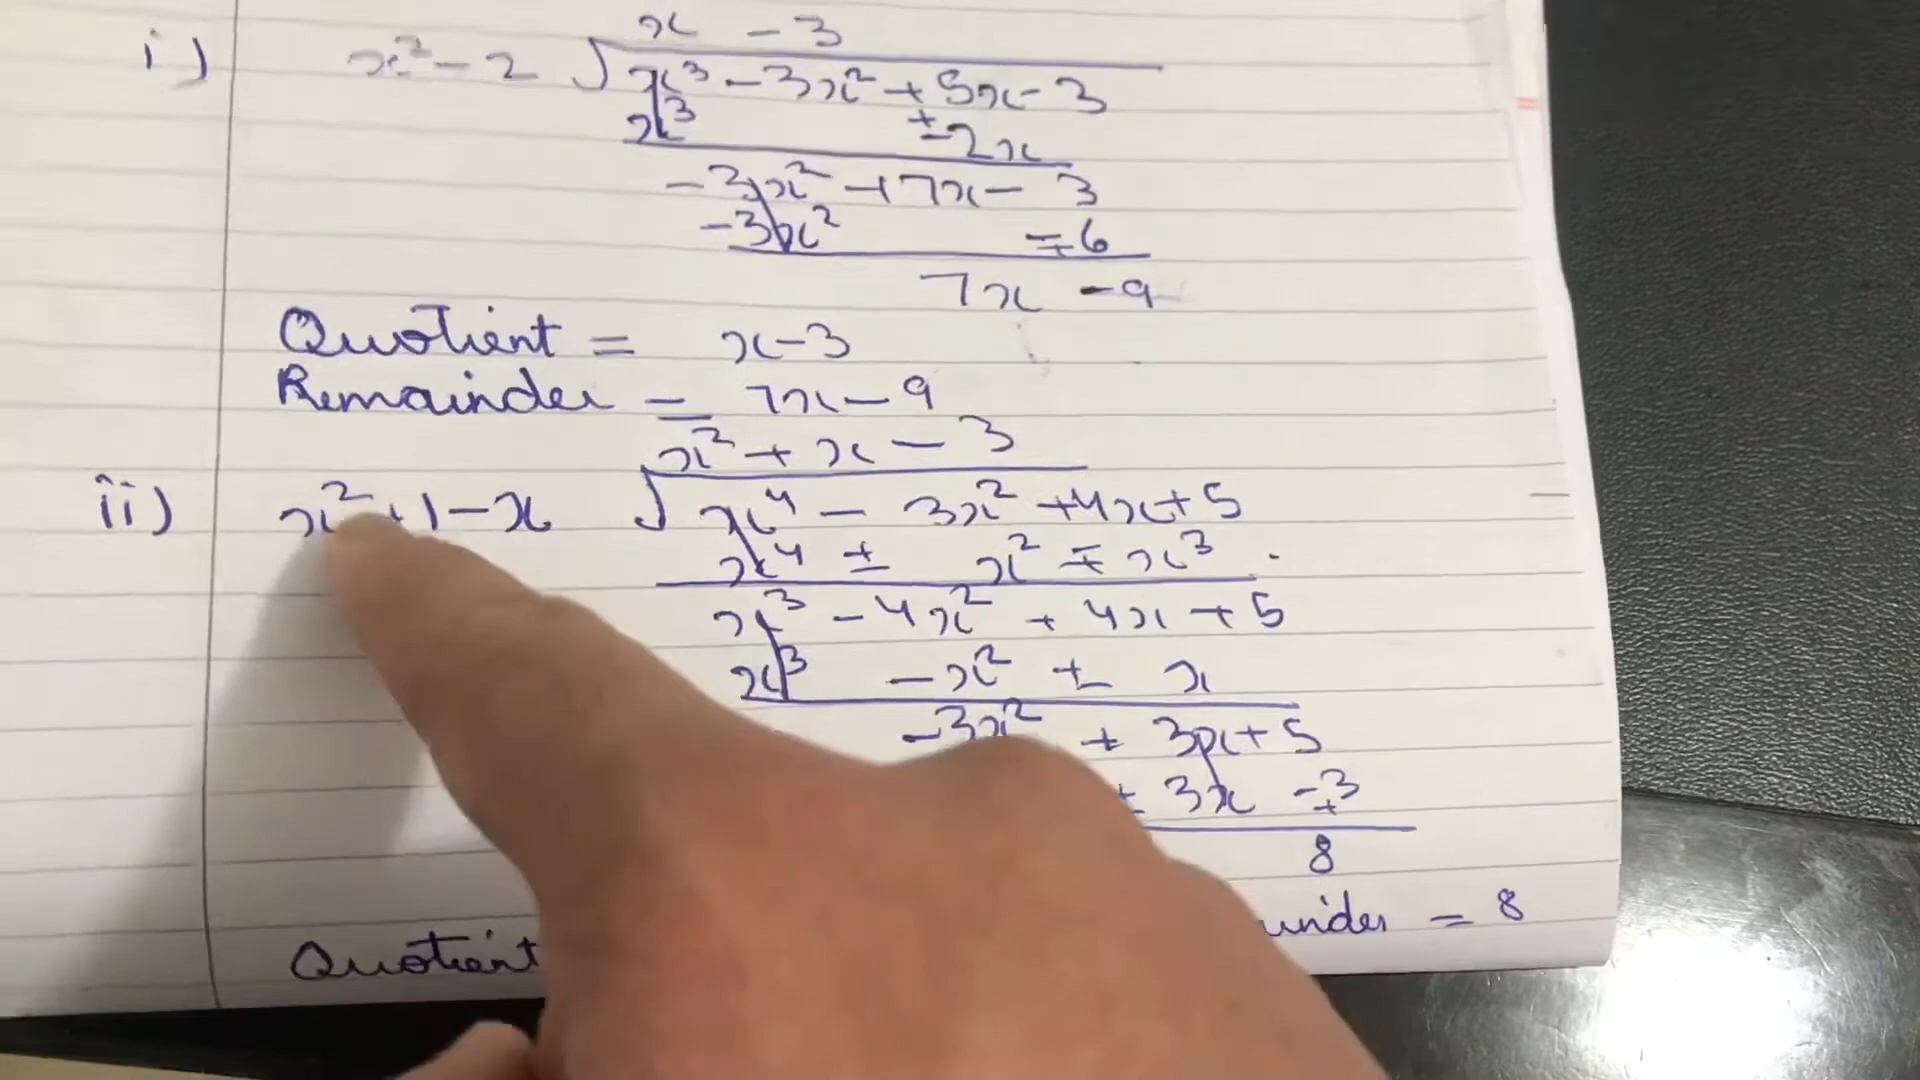 x - 3
i) x² - 2 √ x³ - 3x² + 5x - 3
x³ ± 2x
- 3x² + 7x - 3
- 3x² ∓ 6
7x - 9
Quotient = x - 3
Remainder = 7x - 9
x² + x - 3
ii) x² + 1 - x √ x⁴ - 3x² + 4x + 5
x⁴ ± x² ∓ x³ .
x³ - 4x² + 4x + 5
x³ - x² ± x
- 3x² + 3x + 5
± 3x - 3
+
8
Quotient = 8